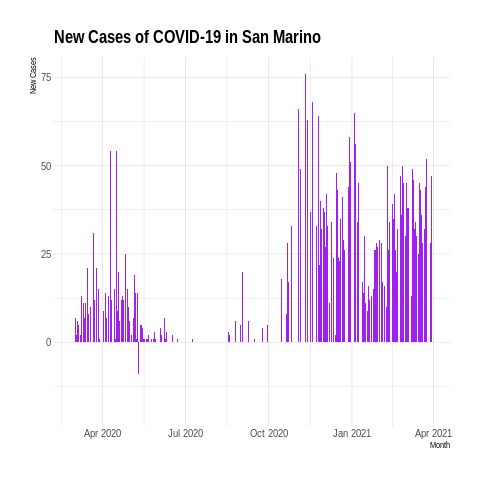 New Cases of COVID-19 in San Marino
New Cases
75
50
25
0
Apr 2020 Jul 2020 Oct 2020 Jan 2021 Apr 2021
Month